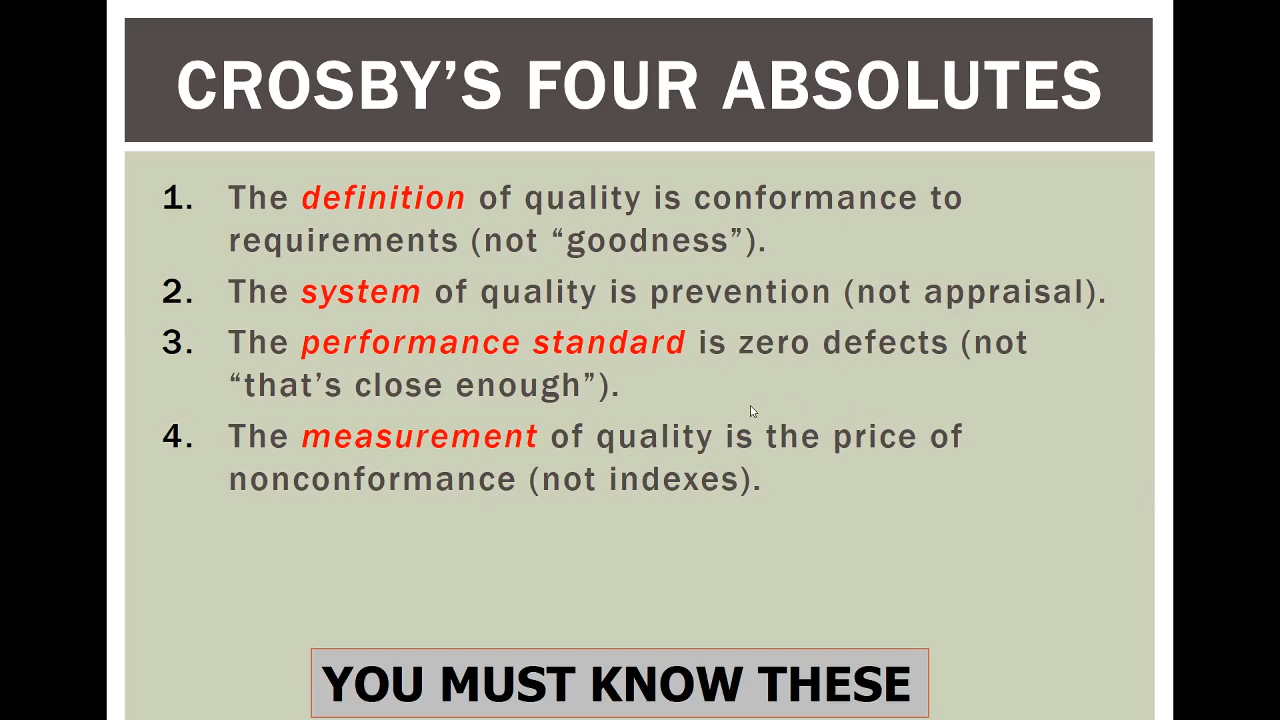 CROSBY’S FOUR ABSOLUTES
1. The definition of quality is conformance to
requirements (not “goodness”).
2. The system of quality is prevention (not appraisal).
3. The performance standard is zero defects (not
“that’s close enough”).
4. The measurement of quality is the price of
nonconformance (not indexes).
YOU MUST KNOW THESE